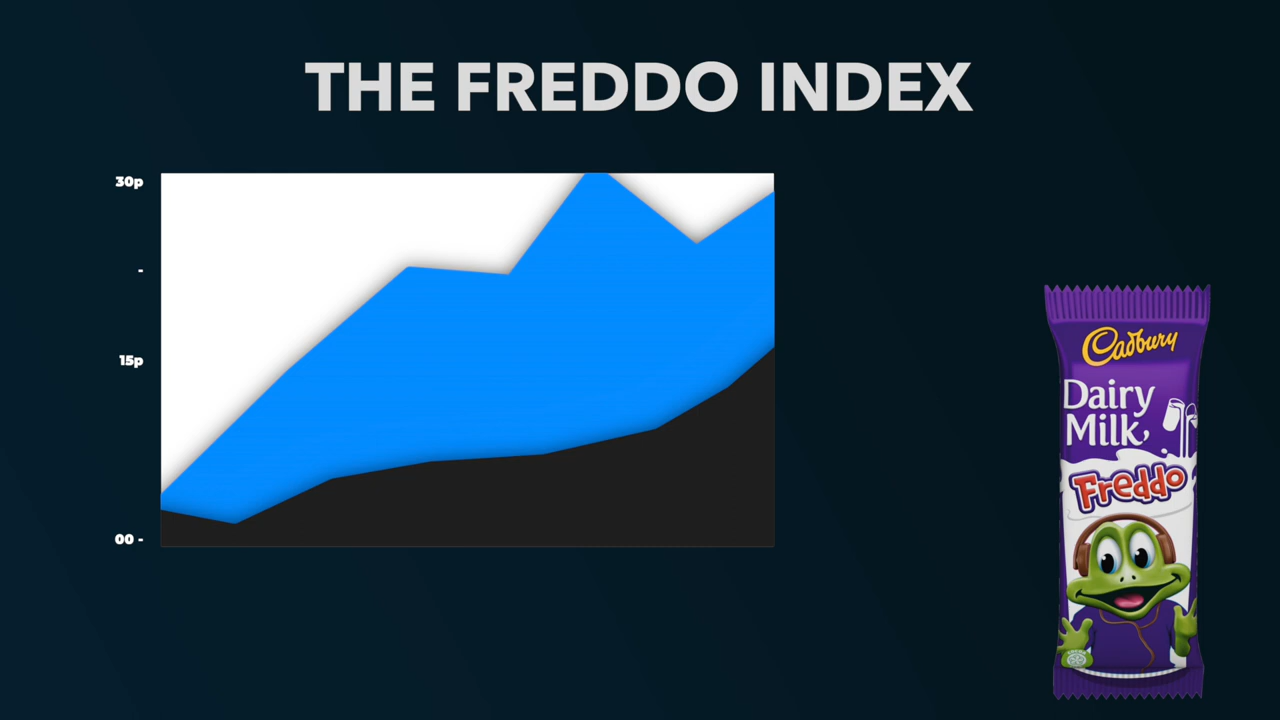 THE FREDDO INDEX
30p
-
15p
00 -
Cadbury
Dairy
Milk
Freddo